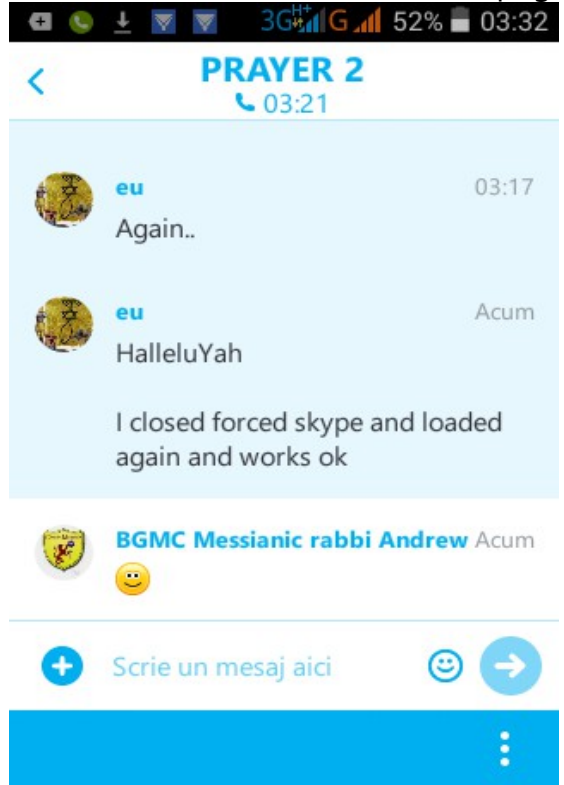 3G H+ G 52% 03:32
PRAYER 2
03:21
eu 03:17
Again..
eu Acum
HalleluYah
I closed forced skype and loaded
again and works ok
BGMC Messianic rabbi Andrew Acum
Scrie un mesaj aici